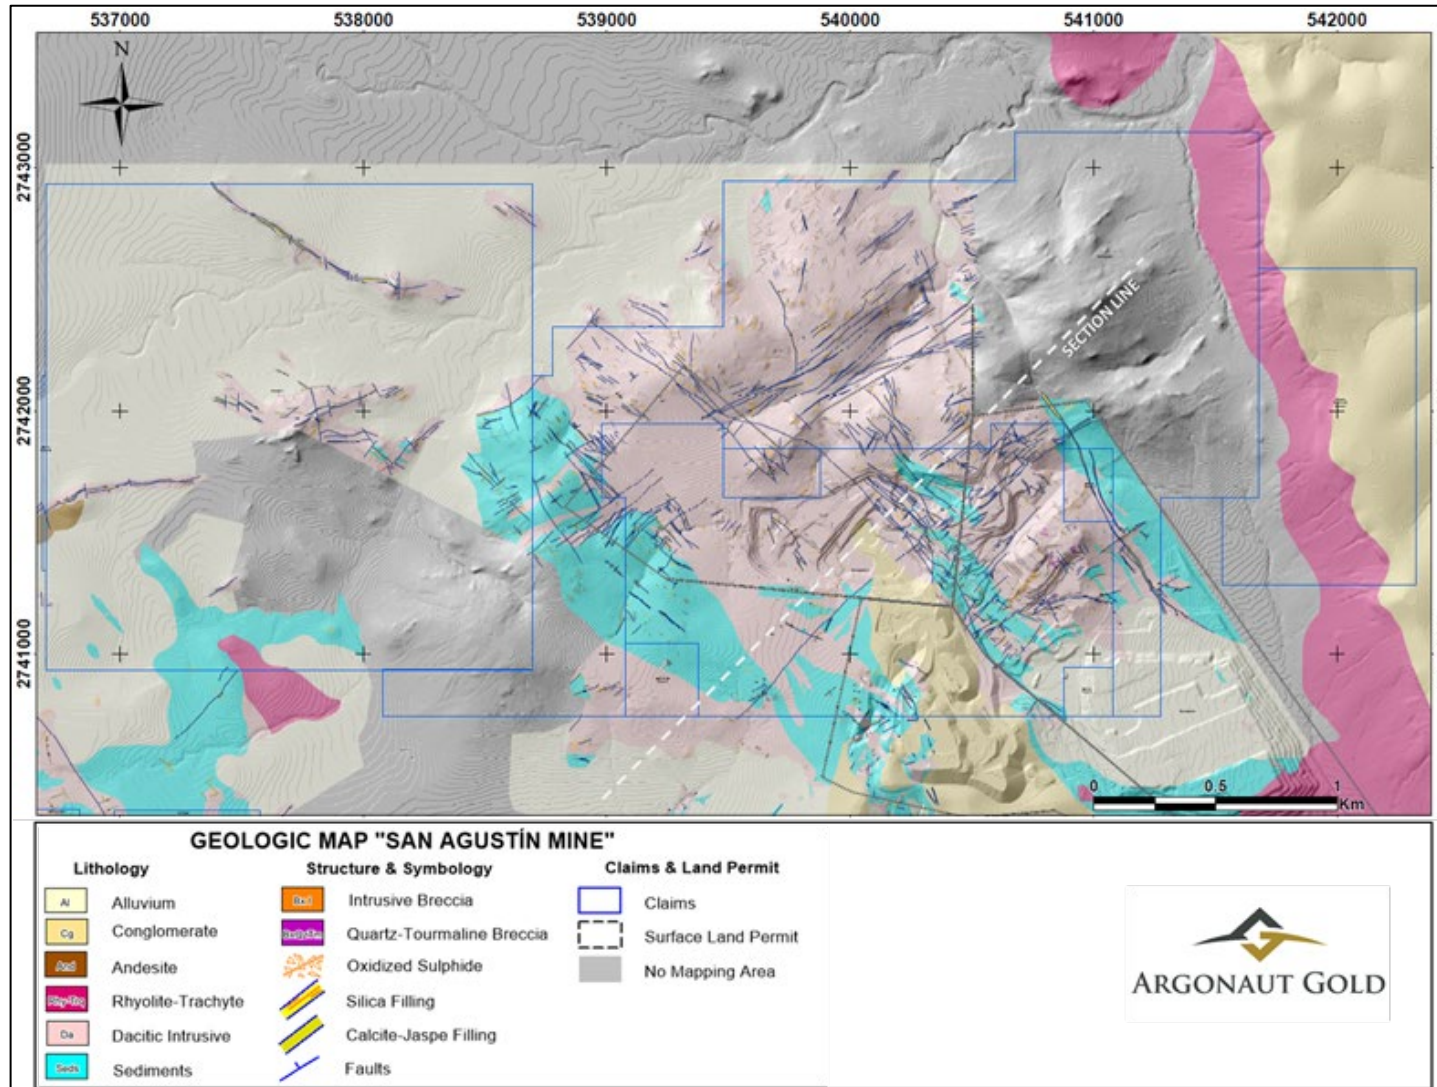 537000 538000 539000 540000 541000 542000
N
2743000
2742000
2741000
SECTION LINE
0 0.5 1
Km
GEOLOGIC MAP "SAN AGUSTÍN MINE"
Lithology
Al Alluvium
Cg Conglomerate
And Andesite
Rhy-Trq Rhyolite-Trachyte
Da Dacitic Intrusive
Seds Sediments
Structure & Symbology
Bx I Intrusive Breccia
Quartz-Tourmaline Breccia
Oxidized Sulphide
Silica Filling
Calcite-Jaspe Filling
Faults
Claims & Land Permit
Claims
Surface Land Permit
No Mapping Area
ARGONAUT GOLD